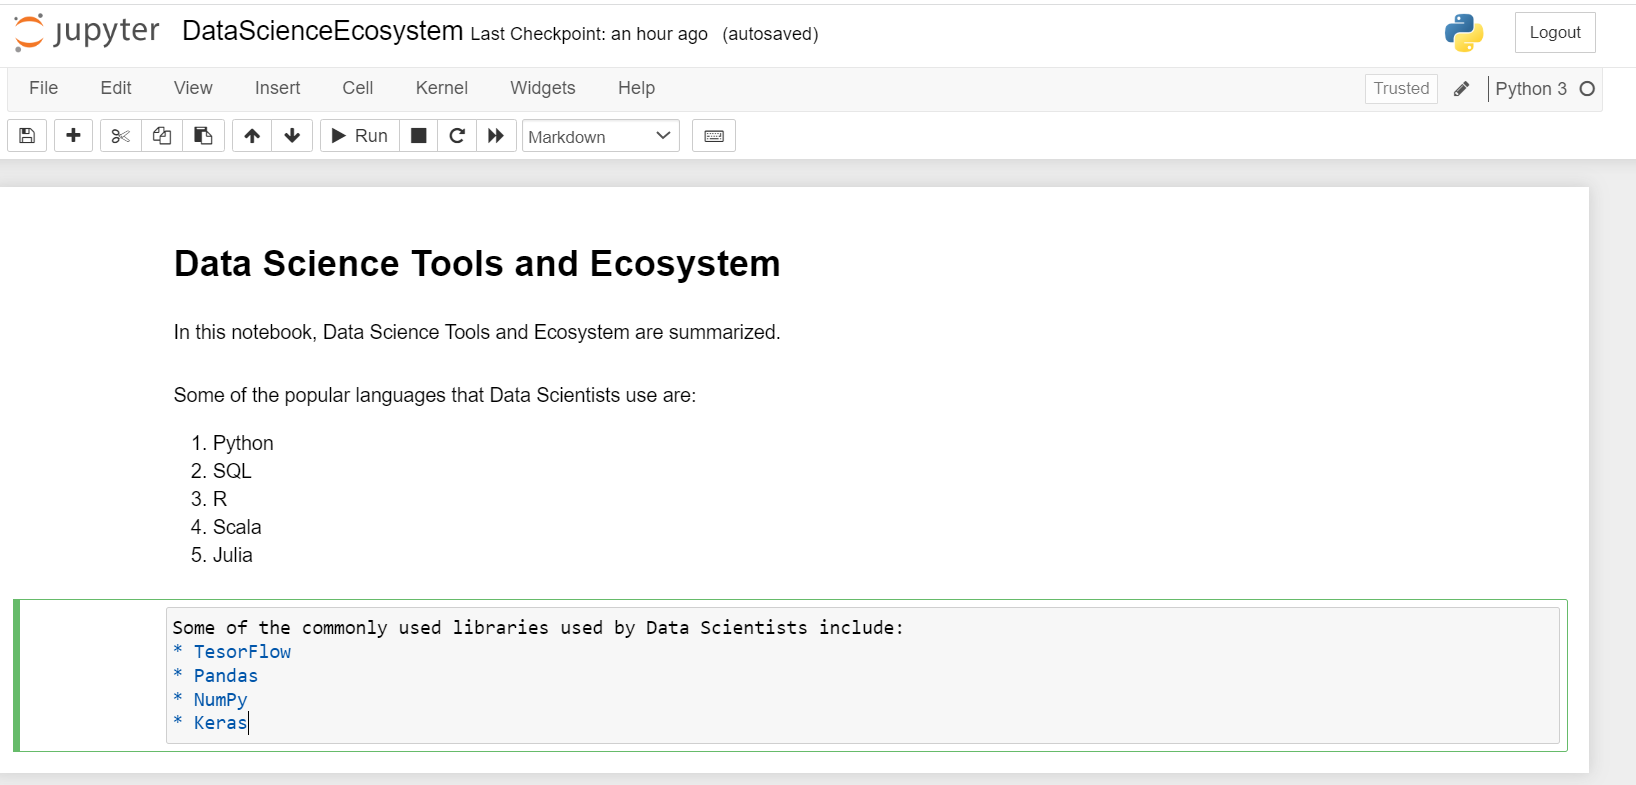 jupyter DataScienceEcosystem Last Checkpoint: an hour ago (autosaved) Logout
File Edit View Insert Cell Kernel Widgets Help Trusted Python 3
Run Markdown
Data Science Tools and Ecosystem
In this notebook, Data Science Tools and Ecosystem are summarized.
Some of the popular languages that Data Scientists use are:
1. Python
2. SQL
3. R
4. Scala
5. Julia
Some of the commonly used libraries used by Data Scientists include:
* TesorFlow
* Pandas
* NumPy
* Keras